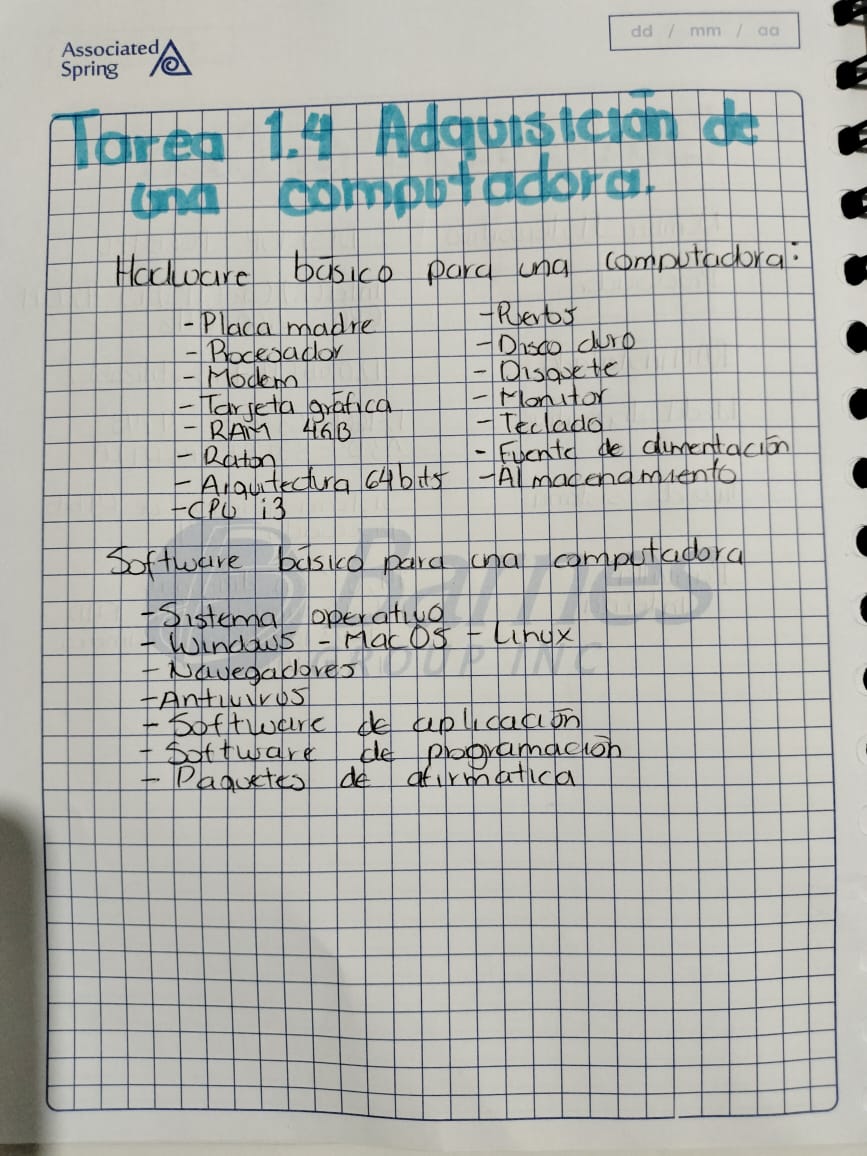 Associated
Spring
dd / mm / aa
Tarea 1.4 Adquisición de
una computadora.
Hadware básico para una computadora:
- Placa madre
- Procesador
- Modem
- Tarjeta gráfica
- RAM 4GB
- Raton
- Arquitectura 64bits
- CPU i3
- Puertos
- Disco duro
- Disquete
- Monitor
- Teclado
- Fuente de alimentación
- Almacenamiento
Software básico para una computadora
- Sistema operativo
- Windows - MacOS - Linux
- Navegadores
- Antivirus
- Software de aplicación
- Software de programación
- Paquetes de afirmatica
Barnes
GROUP INC